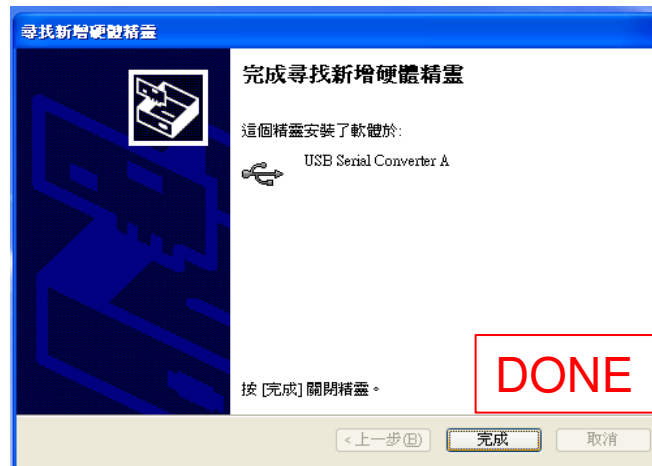 尋找新增硬體精靈
完成尋找新增硬體精靈
這個精靈安裝了軟體於:
USB Serial Converter A
按 [完成] 關閉精靈。
DONE
<上一步(B)
完成
取消